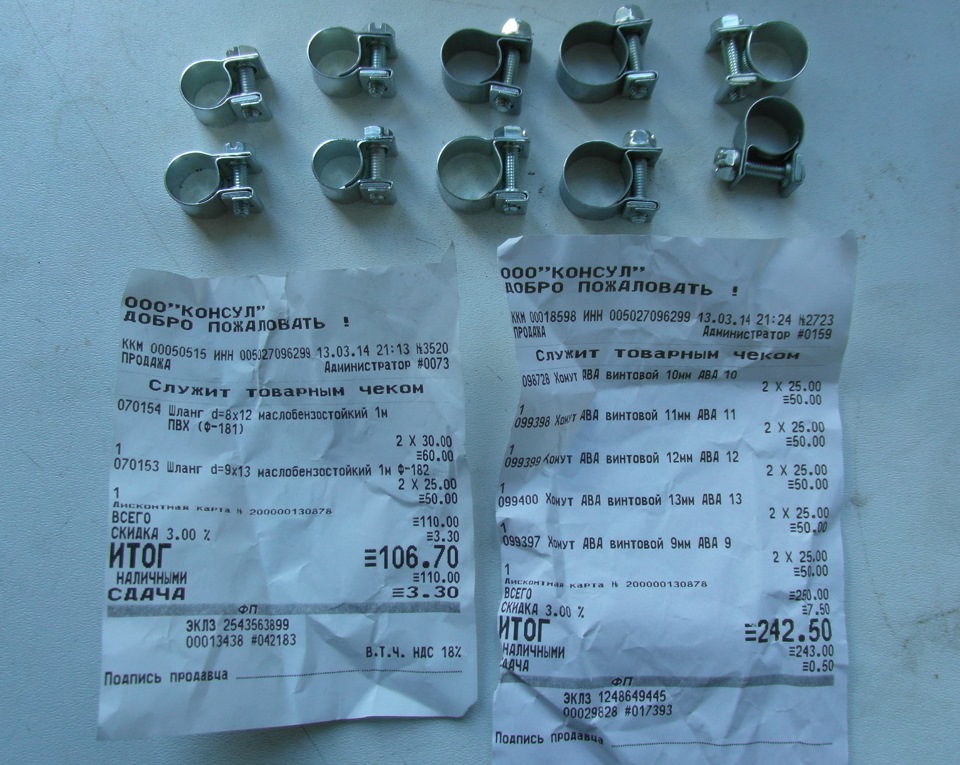 ООО"КОНСУЛ"
ДОБРО ПОЖАЛОВАТЬ !
ККМ 00050515 ИНН 005027096299 13.03.14 21:13 №3520
ПРОДАЖА Администратор #0073
Служит товарным чеком
070154 Шланг d=8x12 маслобензостойкий 1м
ПВХ (Ф-181)
2 X 30.00
1 ≡60.00
070153 Шланг d=9x13 маслобензостойкий 1м Ф-182
2 X 25.00
1 ≡50.00
Дисконтная карта № 200000130878
ВСЕГО ≡110.00
СКИДКА 3.00 % ≡3.30
ИТОГ ≡106.70
НАЛИЧНЫМИ ≡110.00
СДАЧА ≡3.30
ФП
ЭКЛЗ 2543563899
00013438 #042183
В.Т.Ч. НДС 18%
Подпись продавца
ООО"КОНСУЛ"
ДОБРО ПОЖАЛОВАТЬ !
ККМ 00018598 ИНН 005027096299 13.03.14 21:24 №2723
ПРОДАЖА Администратор #0159
Служит товарным чеком
098728 Хомут АВА винтовой 10мм АВА 10
2 X 25.00
1 ≡50.00
099398 Хомут АВА винтовой 11мм АВА 11
2 X 25.00
1 ≡50.00
099399 Хомут АВА винтовой 12мм АВА 12
2 X 25.00
1 ≡50.00
099400 Хомут АВА винтовой 13мм АВА 13
2 X 25.00
1 ≡50.00
099397 Хомут АВА винтовой 9мм АВА 9
2 X 25.00
1 ≡50.00
Дисконтная карта № 200000130878
ВСЕГО ≡250.00
СКИДКА 3.00 % ≡7.50
ИТОГ ≡242.50
НАЛИЧНЫМИ ≡243.00
ДАЧА ≡0.50
ФП
ЭКЛЗ 1248649445
00029828 #017393
Подпись продавца